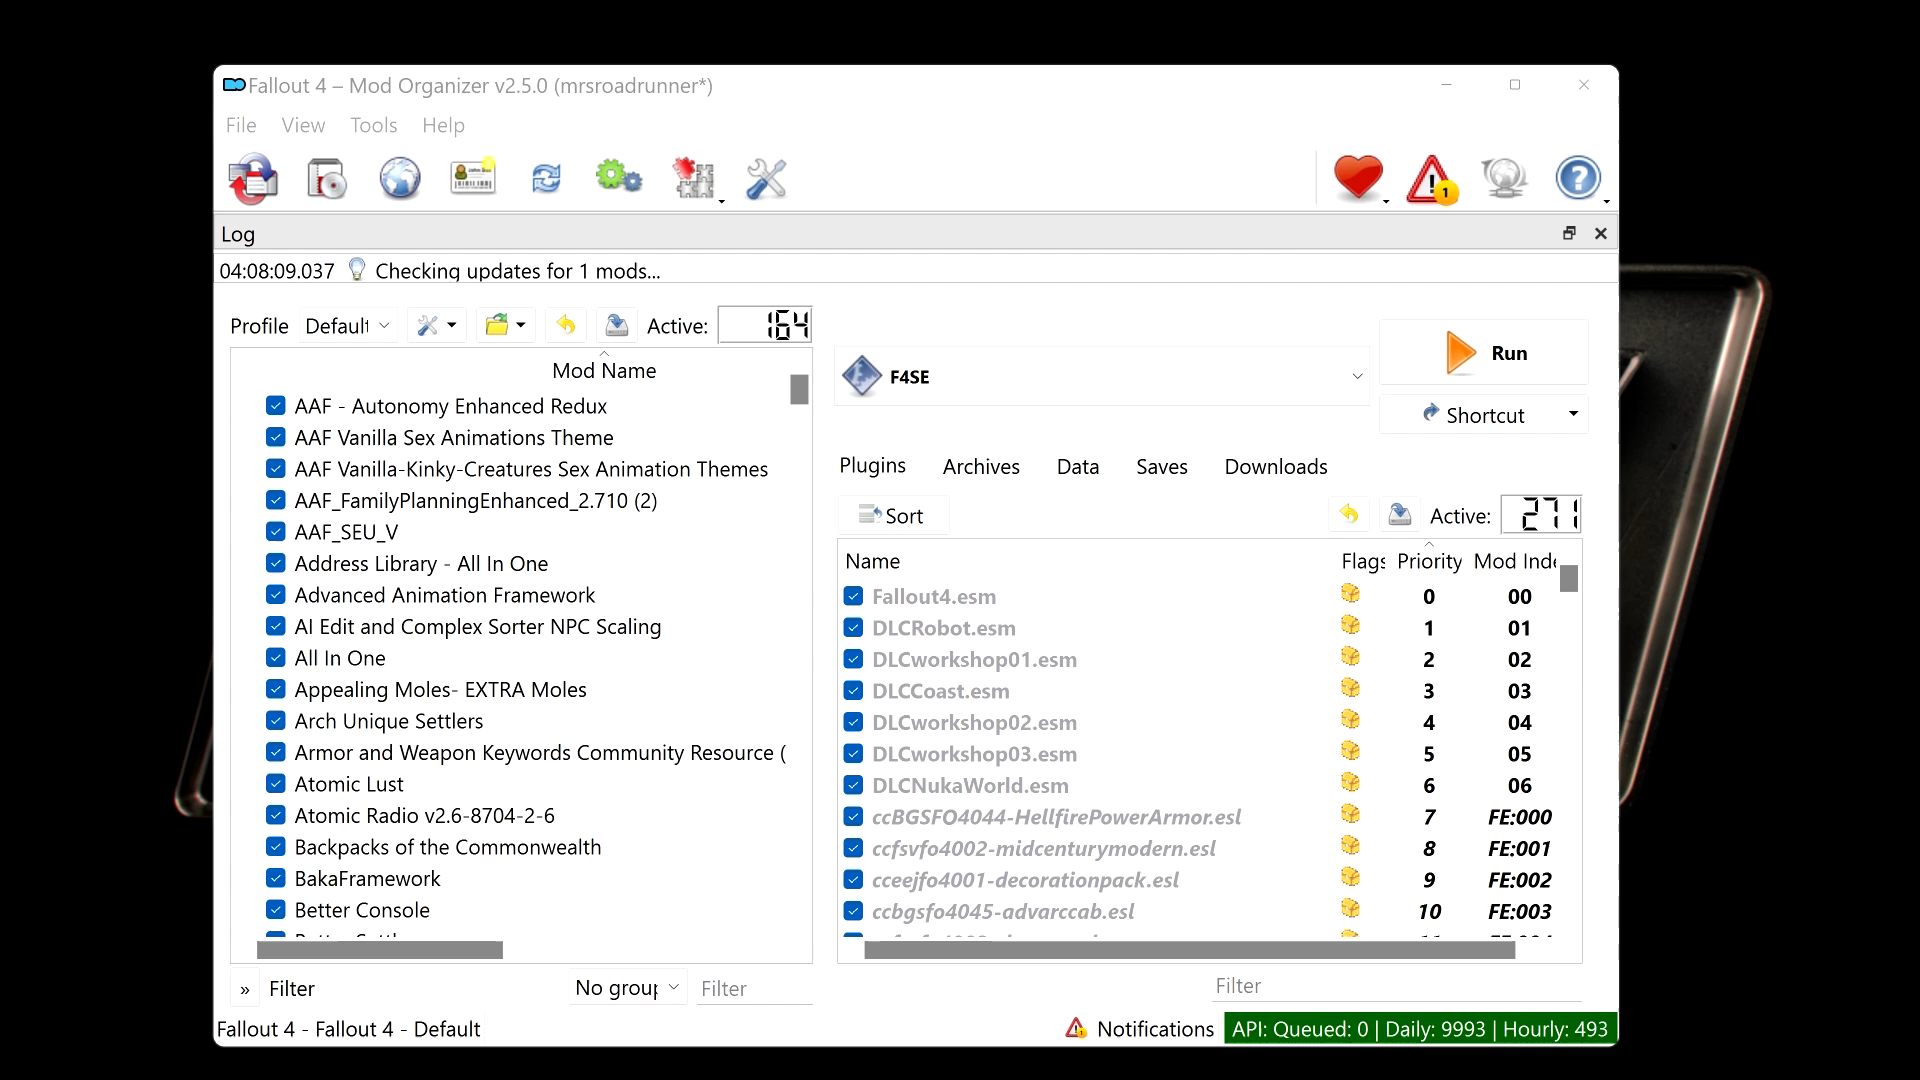 Fallout 4 – Mod Organizer v2.5.0 (mrsroadrunner*)
File View Tools Help
1
Log
04:08:09.037 Checking updates for 1 mods...
Profile Default Active: 164
Mod Name
AAF - Autonomy Enhanced Redux
AAF Vanilla Sex Animations Theme
AAF Vanilla-Kinky-Creatures Sex Animation Themes
AAF_FamilyPlanningEnhanced_2.710 (2)
AAF_SEU_V
Address Library - All In One
Advanced Animation Framework
AI Edit and Complex Sorter NPC Scaling
All In One
Appealing Moles- EXTRA Moles
Arch Unique Settlers
Armor and Weapon Keywords Community Resource (
Atomic Lust
Atomic Radio v2.6-8704-2-6
Backpacks of the Commonwealth
BakaFramework
Better Console
» Filter No group Filter
F4SE
Run
Shortcut
Plugins Archives Data Saves Downloads
Sort Active: 271
Name Flags Priority Mod Inde
Fallout4.esm 0 00
DLCRobot.esm 1 01
DLCworkshop01.esm 2 02
DLCCoast.esm 3 03
DLCworkshop02.esm 4 04
DLCworkshop03.esm 5 05
DLCNukaWorld.esm 6 06
ccBGSFO4044-HellfirePowerArmor.esl 7 FE:000
ccfsvfo4002-midcenturymodern.esl 8 FE:001
cceejfo4001-decorationpack.esl 9 FE:002
ccbgsfo4045-advarccab.esl 10 FE:003
Filter
Fallout 4 - Fallout 4 - Default Notifications API: Queued: 0 | Daily: 9993 | Hourly: 493